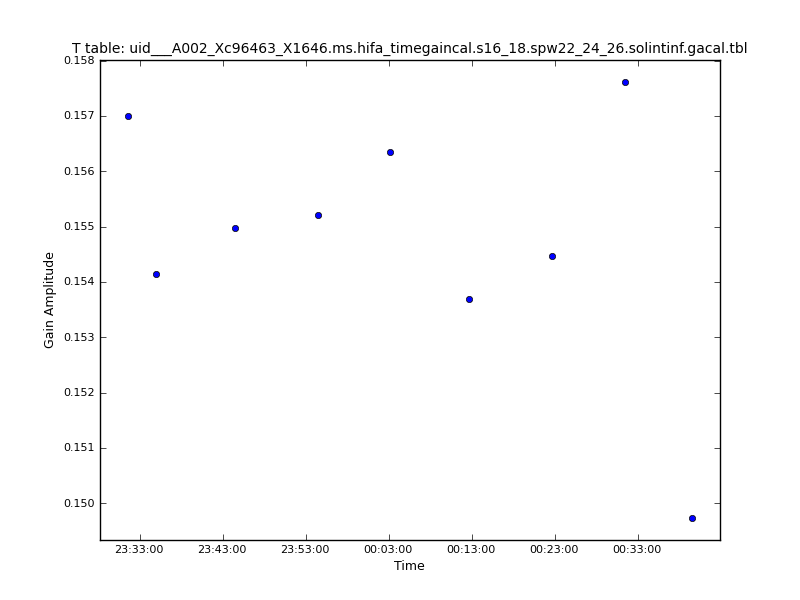 T table: uid___A002_Xc96463_X1646.ms.hifa_timegaincal.s16_18.spw22_24_26.solintinf.gacal.tbl
0.158
0.157
0.156
0.155
0.154
0.153
0.152
0.151
0.150
Gain Amplitude
23:33:00 23:43:00 23:53:00 00:03:00 00:13:00 00:23:00 00:33:00
Time